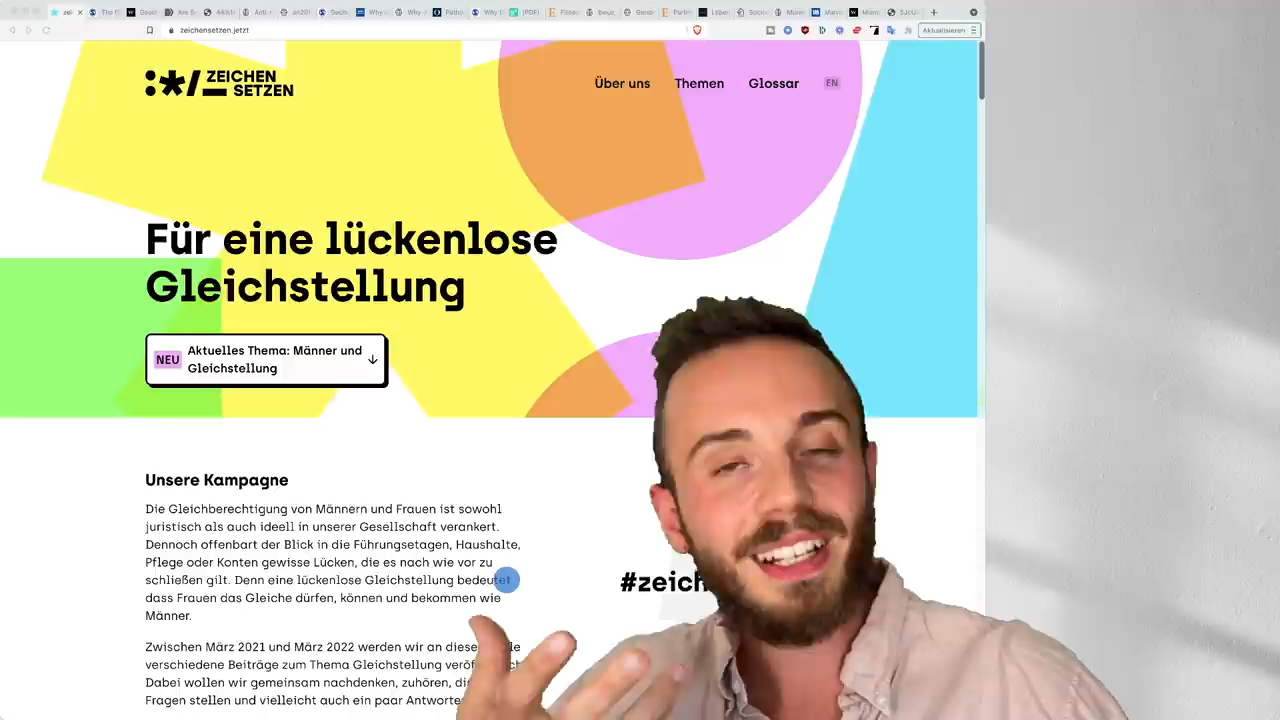 zeichensetzen.jetzt
Aktualisieren
ZEICHEN
SETZEN
Über uns
Themen
Glossar
EN
Für eine lückenlose
Gleichstellung
NEU
Aktuelles Thema: Männer und
Gleichstellung
Unsere Kampagne
Die Gleichberechtigung von Männern und Frauen ist sowohl
juristisch als auch ideell in unserer Gesellschaft verankert.
Dennoch offenbart der Blick in die Führungsetagen, Haushalte,
Pflege oder Konten gewisse Lücken, die es nach wie vor zu
schließen gilt. Denn eine lückenlose Gleichstellung bedeutet
dass Frauen das Gleiche dürfen, können und bekommen wie
Männer.
#zeich
Zwischen März 2021 und März 2022 werden wir an diese
verschiedene Beiträge zum Thema Gleichstellung
Dabei wollen wir gemeinsam nachdenken, zuhören,
Fragen stellen und vielleicht auch ein paar